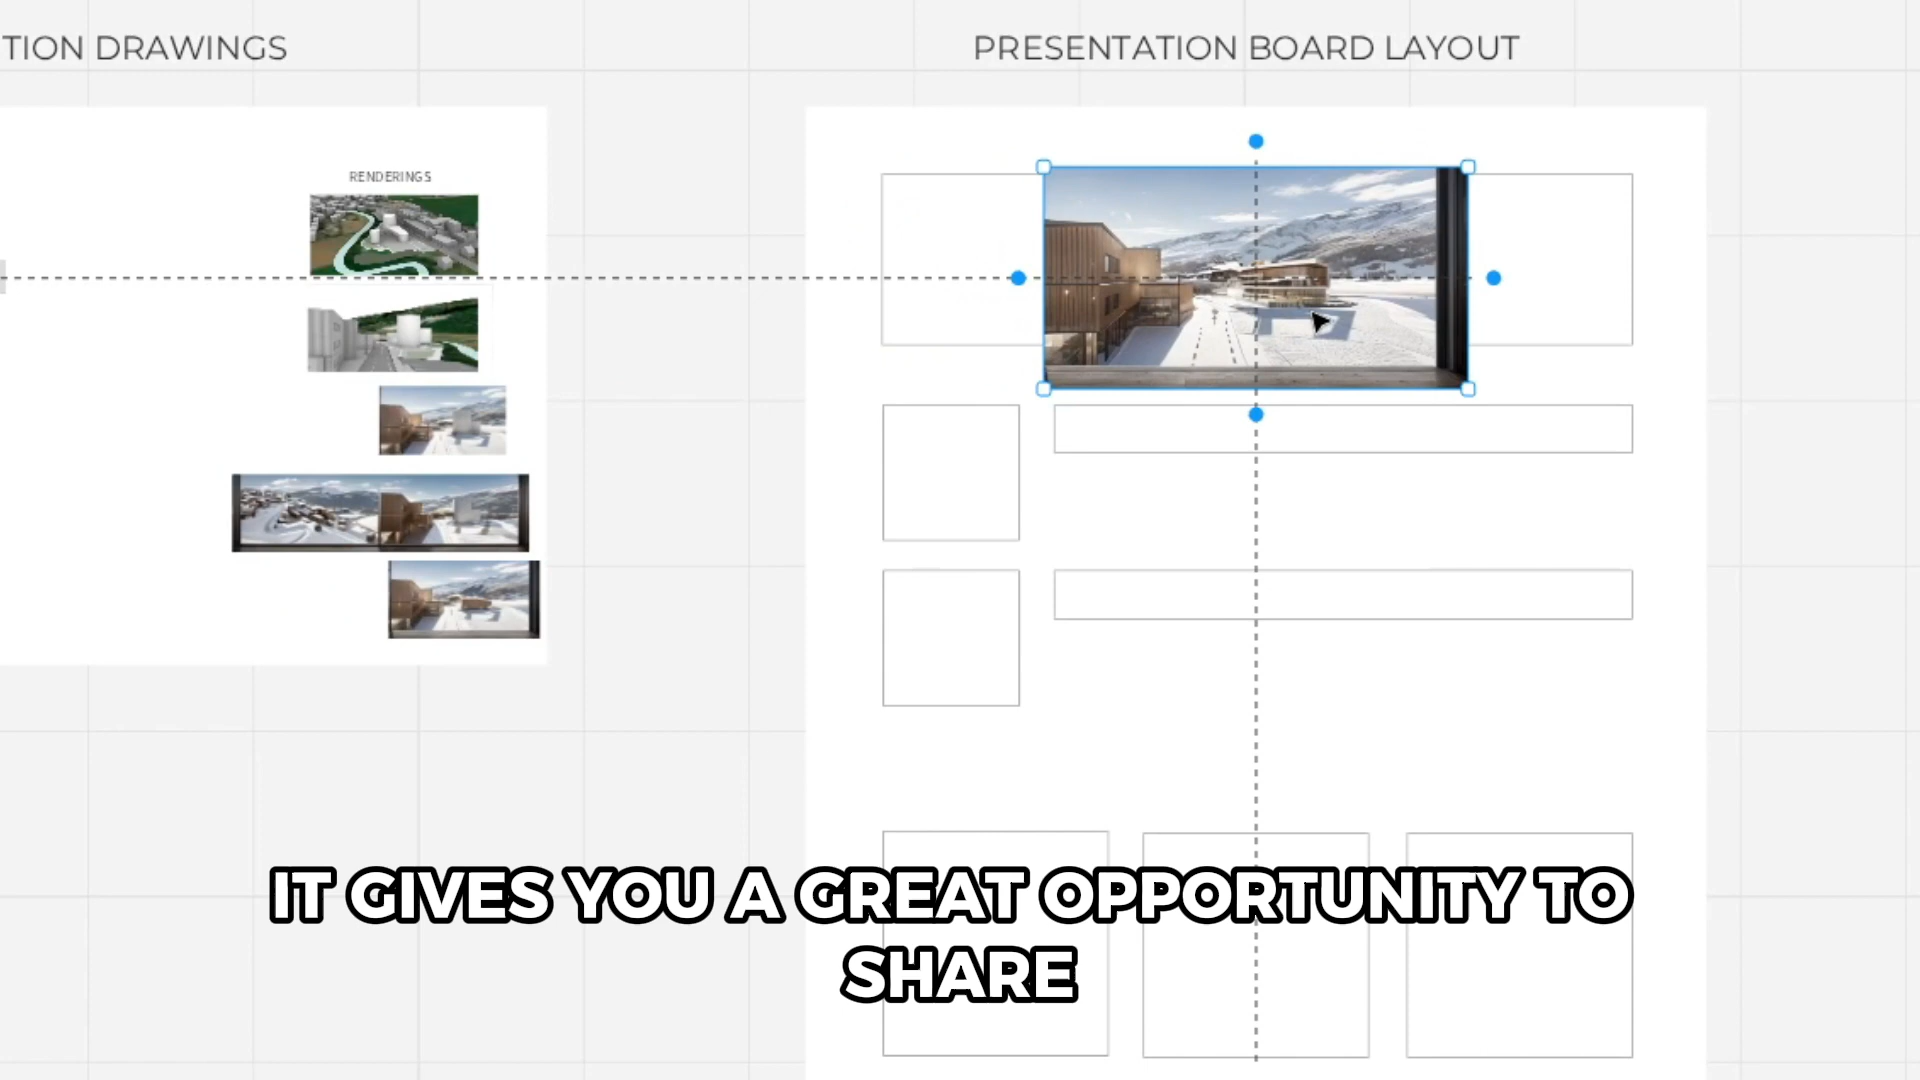 TION DRAWINGS
PRESENTATION BOARD LAYOUT
RENDERINGS
IT GIVES YOU A GREAT OPPORTUNITY TO
SHARE